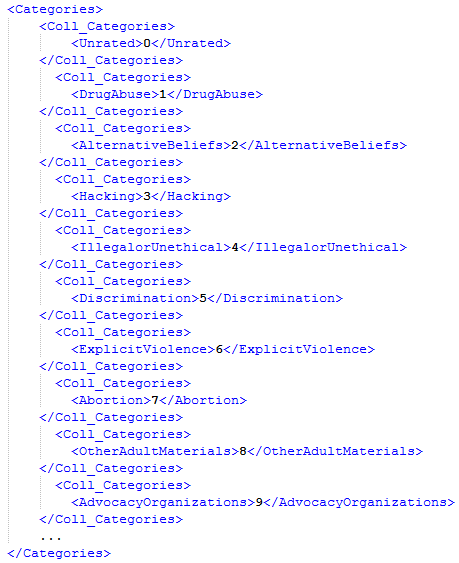 <Categories>
<Coll_Categories>
<Unrated>0</Unrated>
</Coll_Categories>
<Coll_Categories>
<DrugAbuse>1</DrugAbuse>
</Coll_Categories>
<Coll_Categories>
<AlternativeBeliefs>2</AlternativeBeliefs>
</Coll_Categories>
<Coll_Categories>
<Hacking>3</Hacking>
</Coll_Categories>
<Coll_Categories>
<IllegalorUnethical>4</IllegalorUnethical>
</Coll_Categories>
<Coll_Categories>
<Discrimination>5</Discrimination>
</Coll_Categories>
<Coll_Categories>
<ExplicitViolence>6</ExplicitViolence>
</Coll_Categories>
<Coll_Categories>
<Abortion>7</Abortion>
</Coll_Categories>
<Coll_Categories>
<OtherAdultMaterials>8</OtherAdultMaterials>
</Coll_Categories>
<Coll_Categories>
<AdvocacyOrganizations>9</AdvocacyOrganizations>
</Coll_Categories>
...
</Categories>